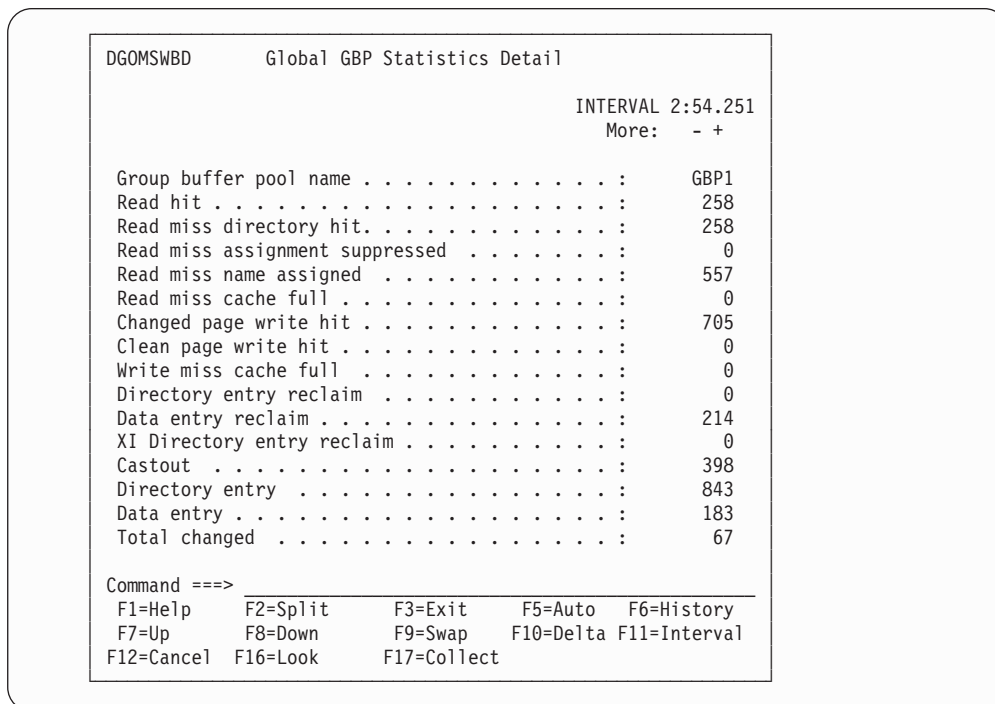 DGOMSWBD Global GBP Statistics Detail
INTERVAL 2:54.251
More: - +
Group buffer pool name . . . . . . . . . . . . : GBP1
Read hit . . . . . . . . . . . . . . . . . . . : 258
Read miss directory hit. . . . . . . . . . . . : 258
Read miss assignment suppressed . . . . . . . : 0
Read miss name assigned . . . . . . . . . . . : 557
Read miss cache full . . . . . . . . . . . . . : 0
Changed page write hit . . . . . . . . . . . . : 705
Clean page write hit . . . . . . . . . . . . . : 0
Write miss cache full . . . . . . . . . . . . : 0
Directory entry reclaim . . . . . . . . . . . : 0
Data entry reclaim . . . . . . . . . . . . . . : 214
XI Directory entry reclaim . . . . . . . . . . : 0
Castout . . . . . . . . . . . . . . . . . . . : 398
Directory entry . . . . . . . . . . . . . . . : 843
Data entry . . . . . . . . . . . . . . . . . . : 183
Total changed . . . . . . . . . . . . . . . . : 67
Command ===>
F1=Help F2=Split F3=Exit F5=Auto F6=History
F7=Up F8=Down F9=Swap F10=Delta F11=Interval
F12=Cancel F16=Look F17=Collect